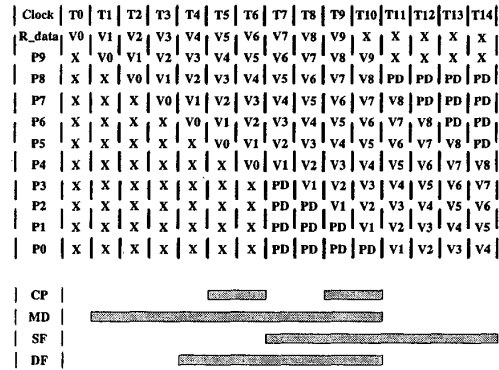 Clock T0 T1 T2 T3 T4 T5 T6 T7 T8 T9 T10 T11 T12 T13 T14
R_data V0 V1 V2 V3 V4 V5 V6 V7 V8 V9 X X X X X
P9 X V0 V1 V2 V3 V4 V5 V6 V7 V8 V9 X X X X
P8 X X V0 V1 V2 V3 V4 V5 V6 V7 V8 PD PD PD PD
P7 X X X V0 V1 V2 V3 V4 V5 V6 V7 V8 PD PD PD
P6 X X X X V0 V1 V2 V3 V4 V5 V6 V7 V8 PD PD
P5 X X X X X V0 V1 V2 V3 V4 V5 V6 V7 V8 PD
P4 X X X X X X V0 V1 V2 V3 V4 V5 V6 V7 V8
P3 X X X X X X X PD V1 V2 V3 V4 V5 V6 V7
P2 X X X X X X X PD PD V1 V2 V3 V4 V5 V6
P1 X X X X X X X PD PD PD V1 V2 V3 V4 V5
P0 X X X X X X X PD PD PD PD V1 V2 V3 V4
CP
MD
SF
DF